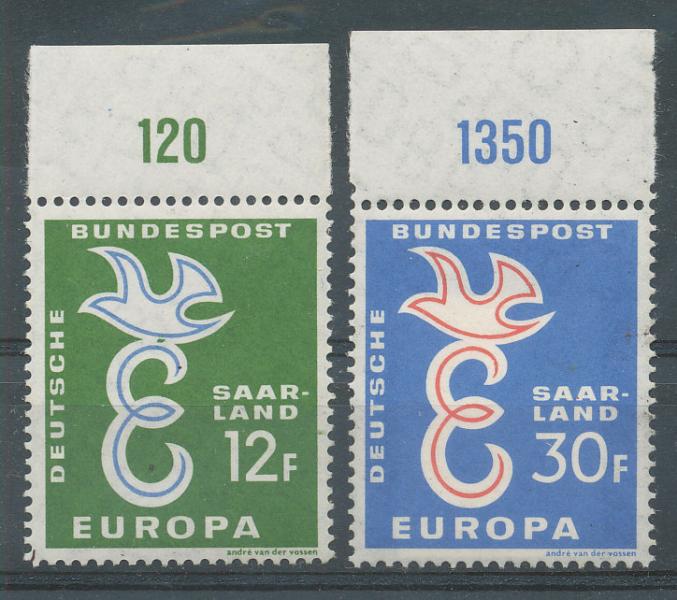 120
BUNDESPOST
DEUTSCHE
SAAR-
LAND
12F
EUROPA
andré van der vossen
1350
BUNDESPOST
DEUTSCHE
SAAR-
LAND
30F
EUROPA
andré van der vossen